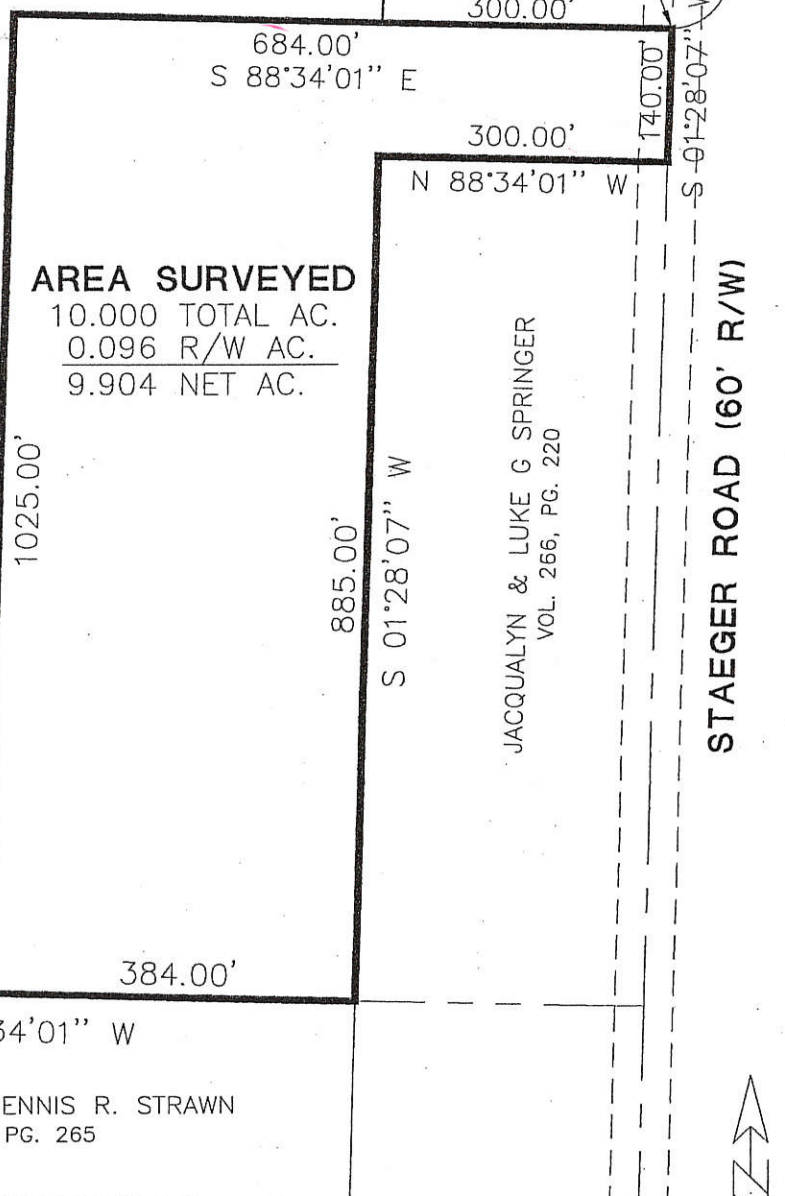 300.00'
684.00'
S 88°34'01" E
140.00'
S 01°28'07" W
300.00'
N 88°34'01" W
AREA SURVEYED
10.000 TOTAL AC.
0.096 R/W AC.
9.904 NET AC.
1025.00'
885.00'
S 01°28'07" W
JACQUALYN & LUKE G SPRINGER
VOL. 266, PG. 220
STAEGER ROAD (60' R/W)
384.00'
34'01" W
ENNIS R. STRAWN
PG. 265
N